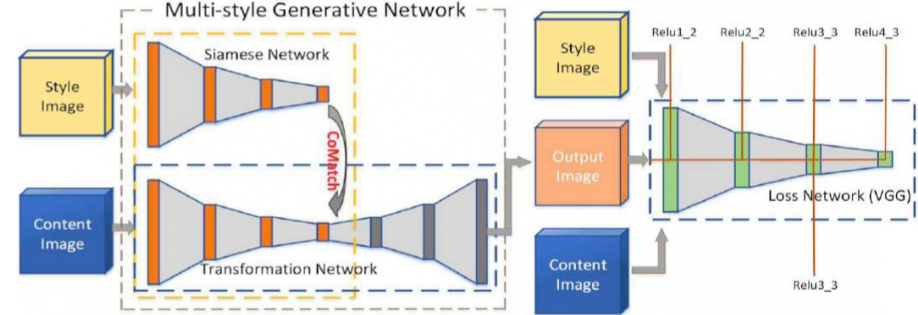 Multi-style Generative Network
Style
Image
Siamese Network
CoMatch
Content
Image
Transformation Network
Style
Image
Output
Image
Content
Image
Relu1_2
Relu2_2
Relu3_3
Relu4_3
Loss Network (VGG)
Relu3_3